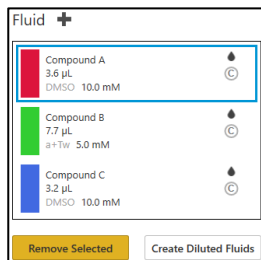 Fluid +
Compound A
3.6 µL
DMSO 10.0 mM
C
Compound B
7.7 µL
a+Tw 5.0 mM
C
Compound C
3.2 µL
DMSO 10.0 mM
C
Remove Selected
Create Diluted Fluids